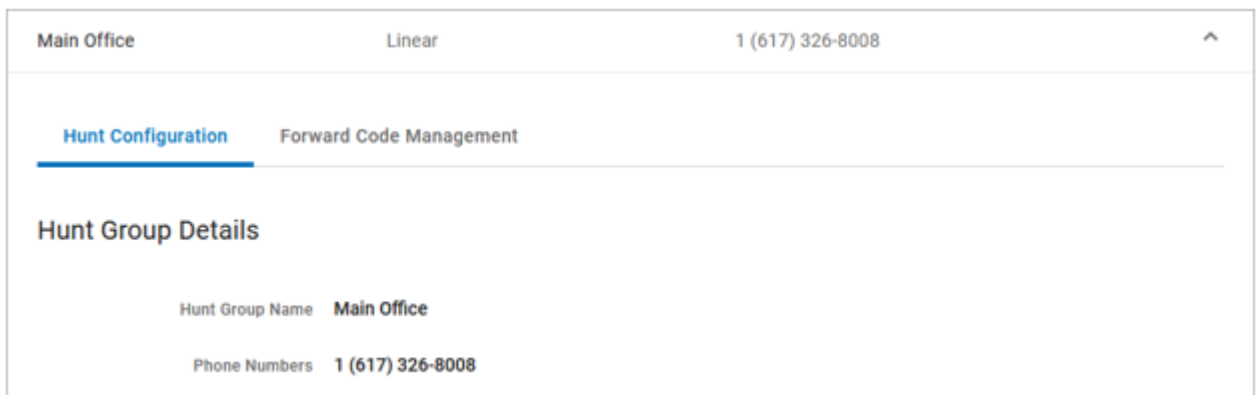 Main Office Linear 1 (617) 326-8008
Hunt Configuration Forward Code Management
Hunt Group Details
Hunt Group Name Main Office
Phone Numbers 1 (617) 326-8008